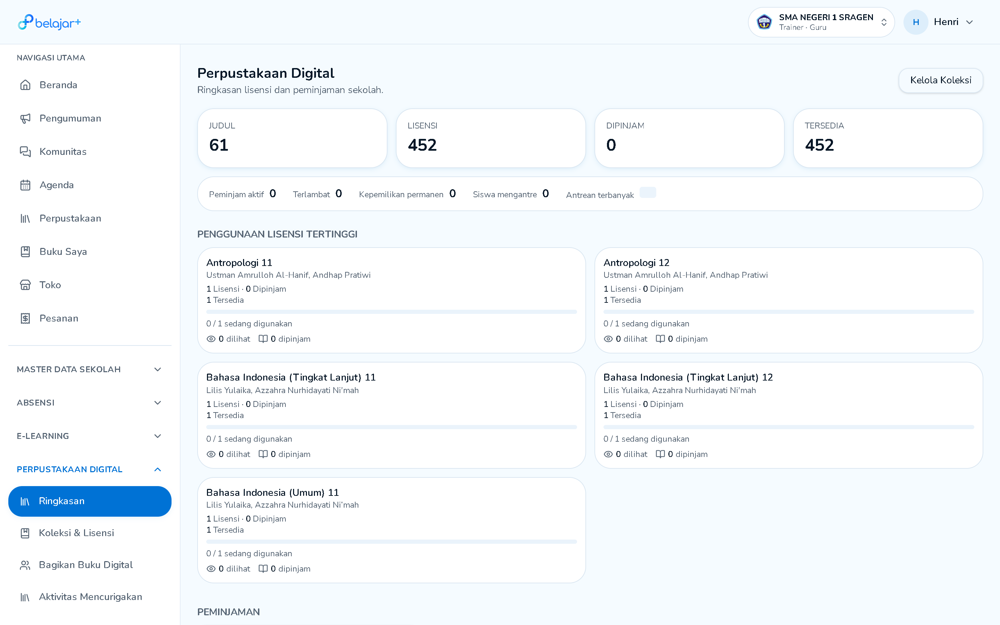 belajar+
SMA NEGERI 1 SRAGEN
Trainer · Guru
H
Henri
NAVIGASI UTAMA
Beranda
Pengumuman
Komunitas
Agenda
Perpustakaan
Buku Saya
Toko
Pesanan
MASTER DATA SEKOLAH
ABSENSI
E-LEARNING
PERPUSTAKAAN DIGITAL
Ringkasan
Koleksi & Lisensi
Bagikan Buku Digital
Aktivitas Mencurigakan
Perpustakaan Digital
Ringkasan lisensi dan peminjaman sekolah.
Kelola Koleksi
JUDUL
61
LISENSI
452
DIPINJAM
0
TERSEDIA
452
Peminjam aktif 0 Terlambat 0 Kepemilikan permanen 0 Siswa mengantre 0 Antrean terbanyak
PENGGUNAAN LISENSI TERTINGGI
Antropologi 11
Ustman Amrulloh Al-Hanif, Andhap Pratiwi
1 Lisensi · 0 Dipinjam
1 Tersedia
0 / 1 sedang digunakan
0 dilihat 0 dipinjam
Antropologi 12
Ustman Amrulloh Al-Hanif, Andhap Pratiwi
1 Lisensi · 0 Dipinjam
1 Tersedia
0 / 1 sedang digunakan
0 dilihat 0 dipinjam
Bahasa Indonesia (Tingkat Lanjut) 11
Lilis Yulaika, Azzahra Nurhidayati Ni'mah
1 Lisensi · 0 Dipinjam
1 Tersedia
0 / 1 sedang digunakan
0 dilihat 0 dipinjam
Bahasa Indonesia (Tingkat Lanjut) 12
Lilis Yulaika, Azzahra Nurhidayati Ni'mah
1 Lisensi · 0 Dipinjam
1 Tersedia
0 / 1 sedang digunakan
0 dilihat 0 dipinjam
Bahasa Indonesia (Umum) 11
Lilis Yulaika, Azzahra Nurhidayati Ni'mah
1 Lisensi · 0 Dipinjam
1 Tersedia
0 / 1 sedang digunakan
0 dilihat 0 dipinjam
PEMINJAMAN